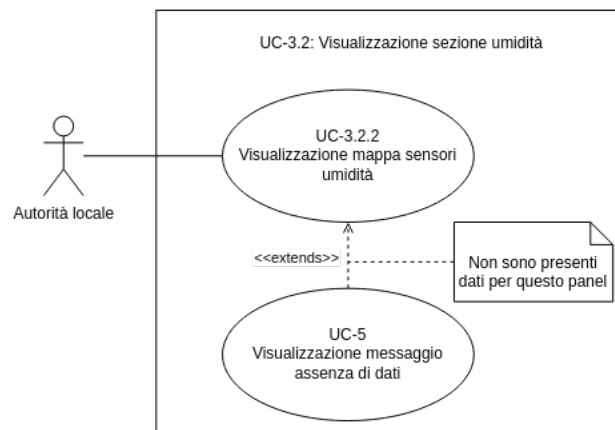 UC-3.2: Visualizzazione sezione umidità
UC-3.2.2
Visualizzazione mappa sensori
umidità
Autorità locale
<<extends>>
Non sono presenti
dati per questo panel
UC-5
Visualizzazione messaggio
assenza di dati